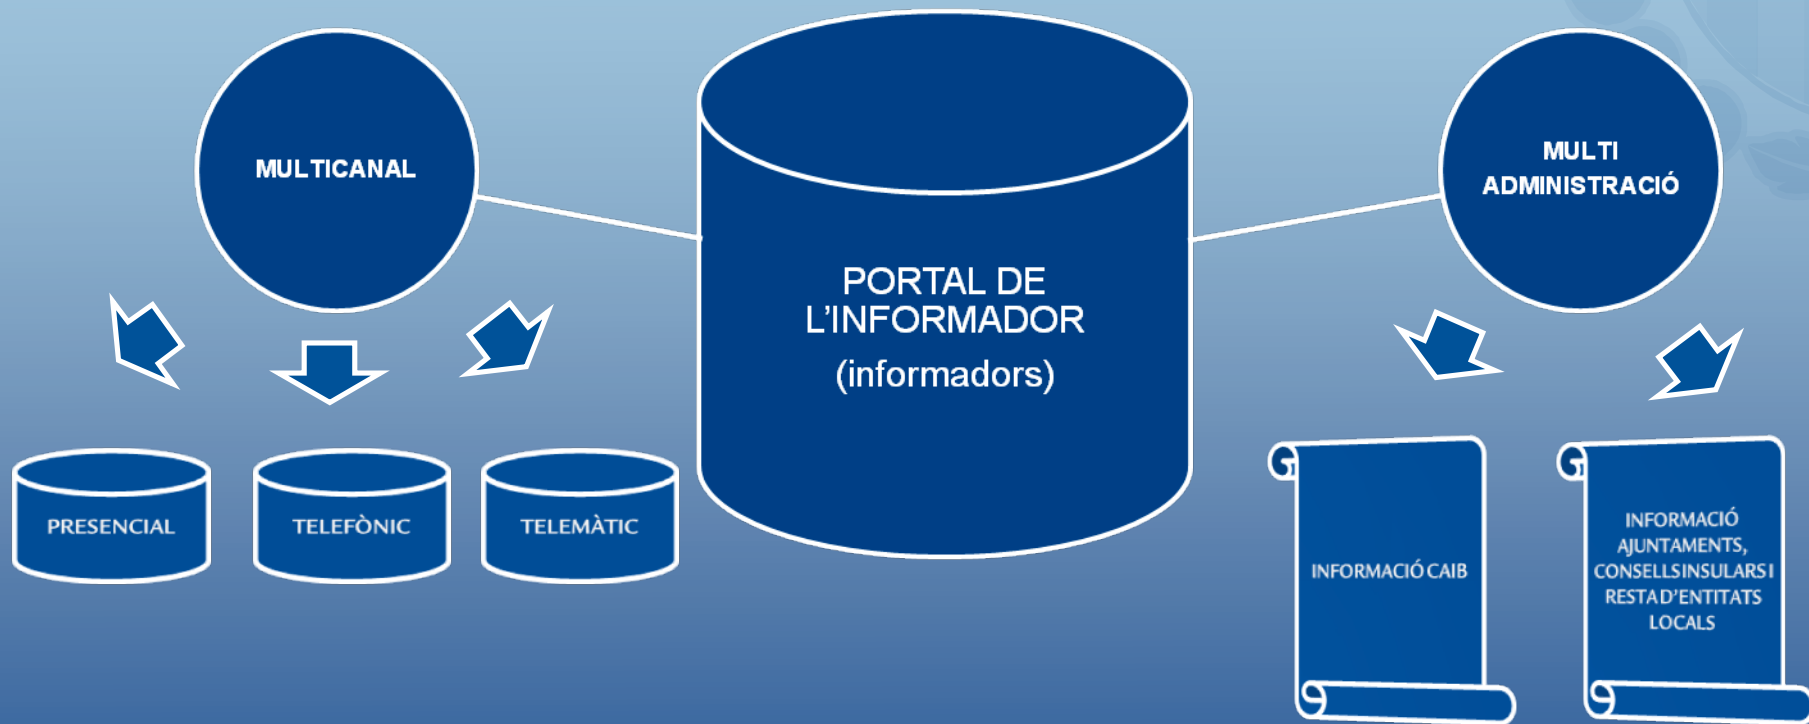 MULTICANAL
PORTAL DE
L'INFORMADOR
(informadors)
MULTI
ADMINISTRACIÓ
PRESENCIAL
TELEFÒNIC
TELEMÀTIC
INFORMACIÓ CAIB
INFORMACIÓ
AJUNTAMENTS,
CONSELLS INSULARS I
RESTA D'ENTITATS
LOCALS